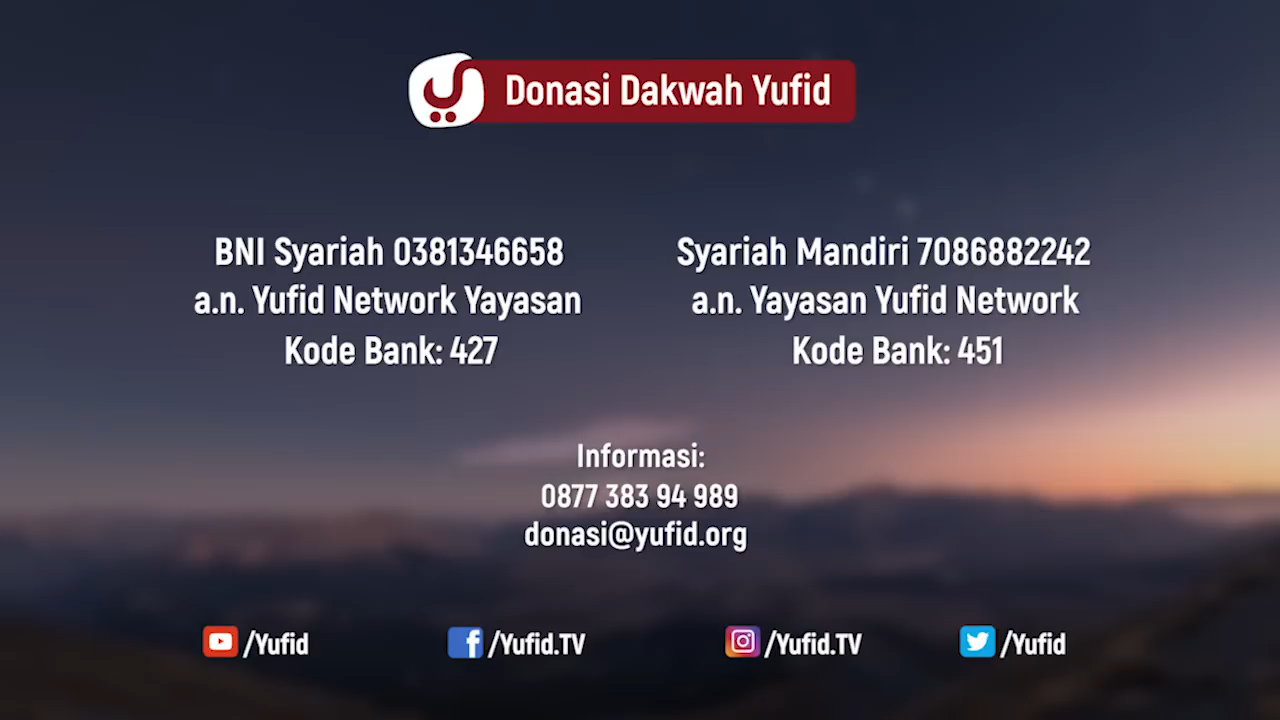 Donasi Dakwah Yufid
BNI Syariah 0381346658
a.n. Yufid Network Yayasan
Kode Bank: 427
Syariah Mandiri 7086882242
a.n. Yayasan Yufid Network
Kode Bank: 451
Informasi:
0877 383 94 989
donasi@yufid.org
/Yufid
/Yufid.TV
/Yufid.TV
/Yufid